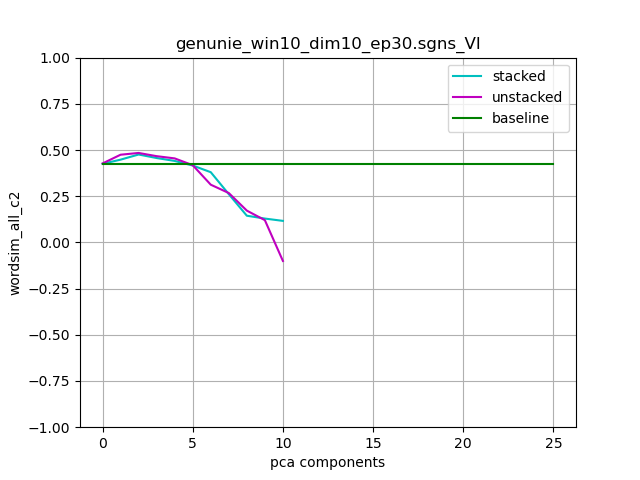 genunie_win10_dim10_ep30.sgns_VI
stacked
unstacked
baseline
wordsim_all_c2
1.00
0.75
0.50
0.25
0.00
−0.25
−0.50
−0.75
−1.00
0 5 10 15 20 25
pca components